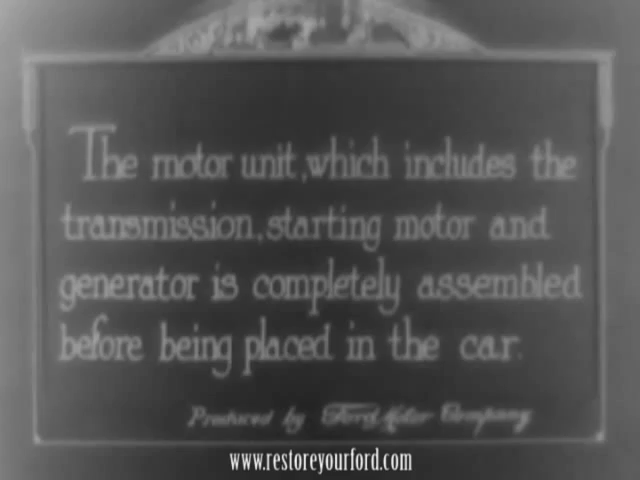 The motor unit, which includes the
transmission, starting motor and
generator is completely assembled
before being placed in the car.
Produced by Ford Motor Company
www.restoreyourford.com